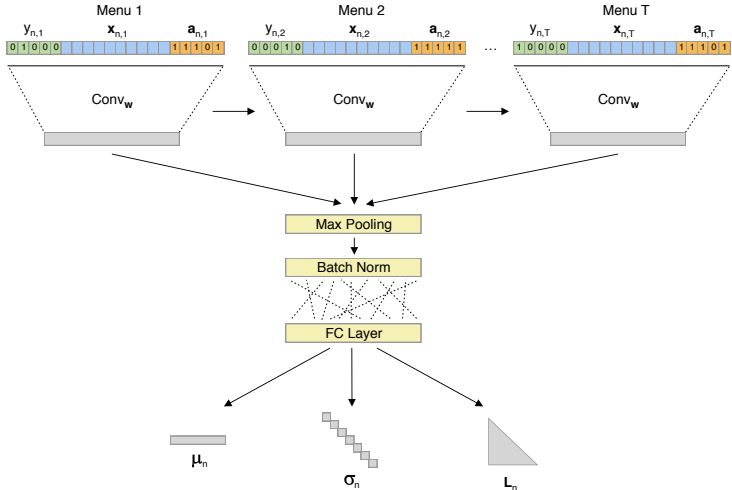 Menu 1 Menu 2 Menu T
y_{n,1} x_{n,1} a_{n,1} y_{n,2} x_{n,2} a_{n,2} y_{n,T} x_{n,T} a_{n,T}
0 1 0 0 0 1 1 1 0 1 0 0 0 1 0 1 1 1 1 1 ... 1 0 0 0 0 1 1 1 0 1
Conv_w Conv_w Conv_w
Max Pooling
Batch Norm
FC Layer
μ_n
σ_n
L_n